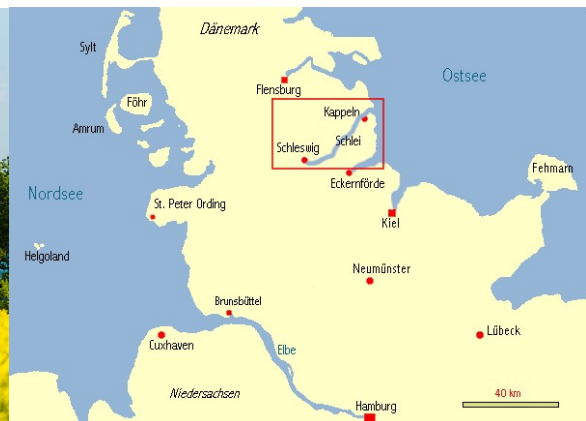 Dänemark
Sylt
Ostsee
Flensburg
Föhr
Kappeln
Amrum
Schlei
Schleswig
Fehmarn
Eckernförde
Nordsee
St. Peter Ording
Kiel
Helgoland
Neumünster
Brunsbüttel
Lübeck
Cuxhaven
Elbe
Niedersachsen
40 km
Hamburg